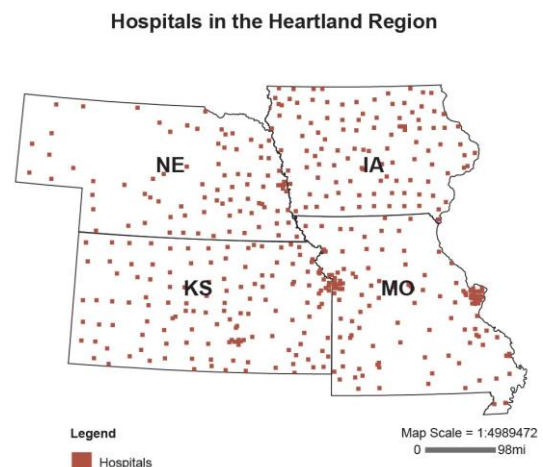 Hospitals in the Heartland Region
NE
IA
KS
MO
Legend
Hospitals
Map Scale = 1:4989472
0 98mi